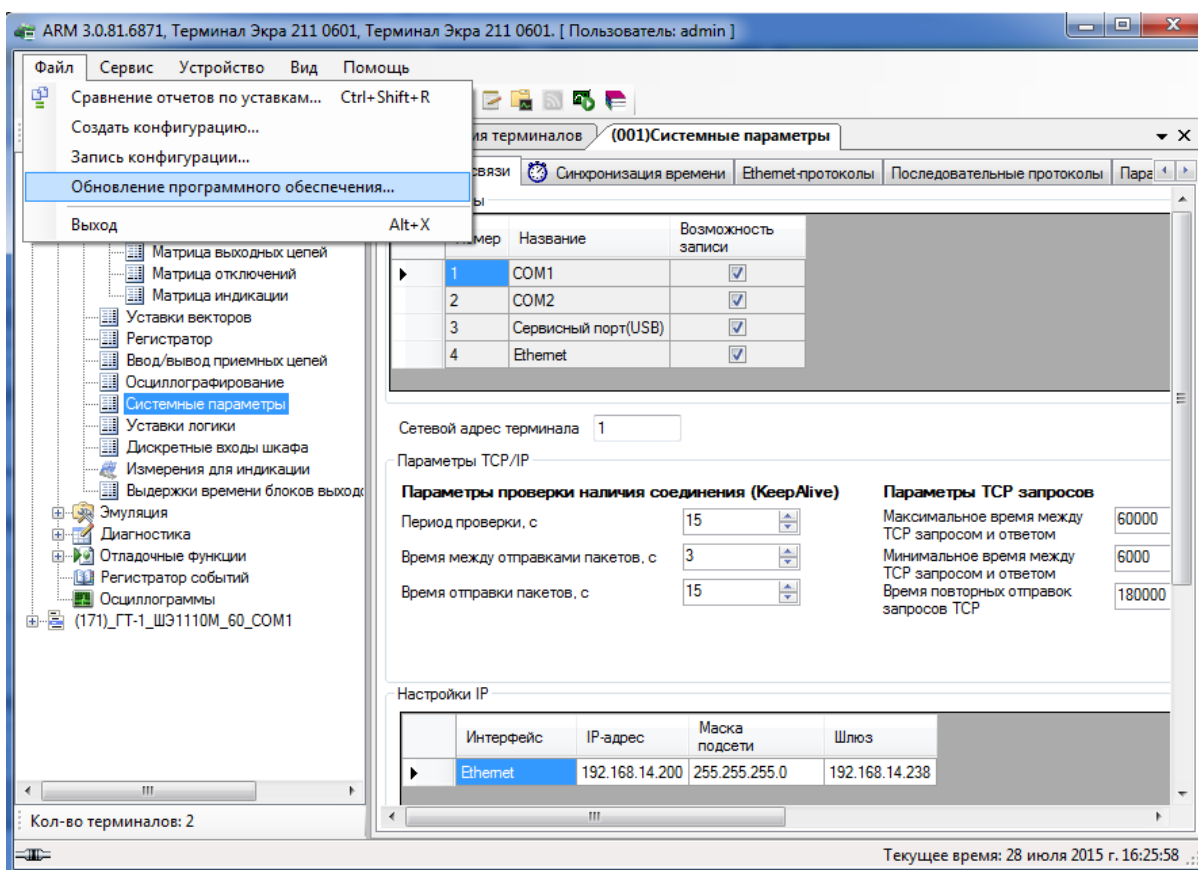 ARM 3.0.81.6871, Терминал Экра 211 0601, Терминал Экра 211 0601. [ Пользователь: admin ]
Файл Сервис Устройство Вид Помощь
Сравнение отчетов по уставкам... Ctrl+Shift+R
Создать конфигурацию...
Запись конфигурации...
Обновление программного обеспечения...
Выход Alt+X
Матрица выходных цепей
Матрица отключений
Матрица индикации
Уставки векторов
Регистратор
Ввод/вывод приемных цепей
Осциллографирование
Системные параметры
Уставки логики
Дискретные входы шкафа
Измерения для индикации
Выдержки времени блоков выходо
Эмуляция
Диагностика
Отладочные функции
Регистратор событий
Осциллограммы
(171)_ГТ-1_ШЭ1110М_60_COM1
Кол-во терминалов: 2
ия терминалов (001)Системные параметры
связи Синхронизация времени Ethernet-протоколы Последовательные протоколы Пара
ы
омер Название Возможность записи
1 COM1
2 COM2
3 Сервисный порт(USB)
4 Ethernet
Сетевой адрес терминала 1
Параметры TCP/IP
Параметры проверки наличия соединения (KeepAlive)
Период проверки, с 15
Время между отправками пакетов, с 3
Время отправки пакетов, с 15
Параметры TCP запросов
Максимальное время между TCP запросом и ответом 60000
Минимальное время между TCP запросом и ответом 6000
Время повторных отправок запросов TCP 180000
Настройки IP
Интерфейс IP-адрес Маска подсети Шлюз
Ethernet 192.168.14.200 255.255.255.0 192.168.14.238
Текущее время: 28 июля 2015 г. 16:25:58